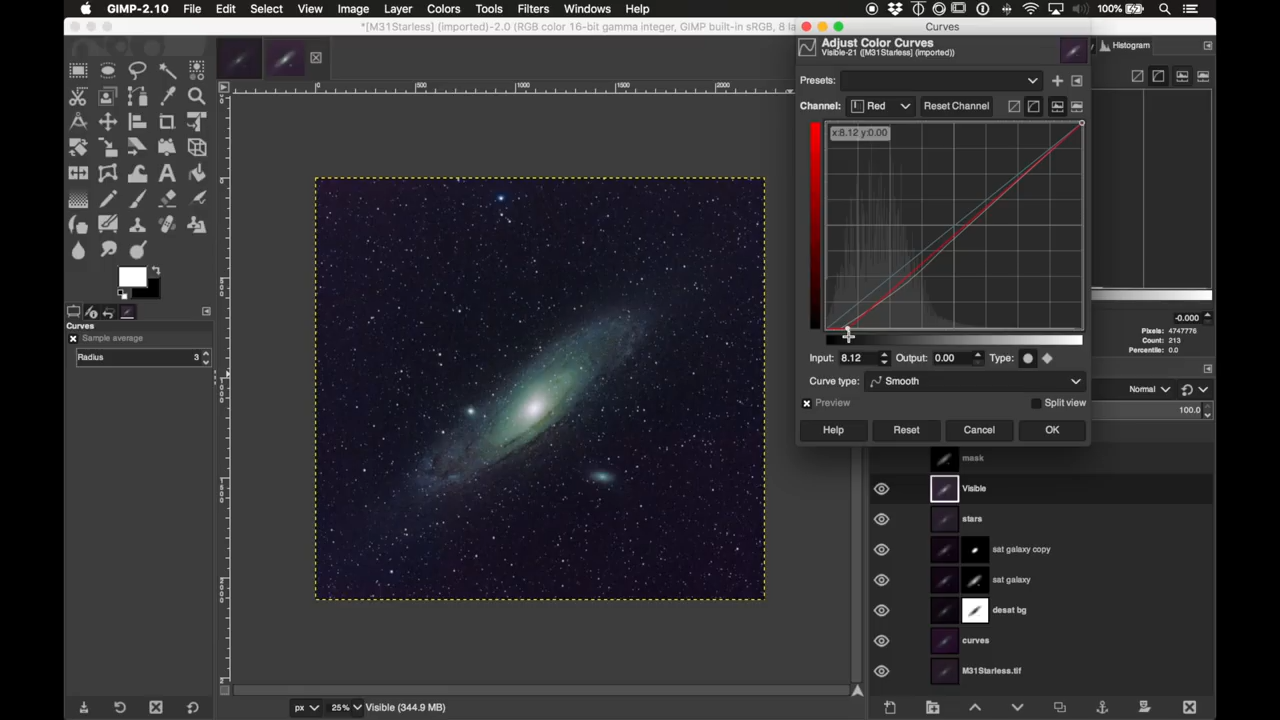 GIMP-2.10 File Edit Select View Image Layer Colors Tools Filters Windows Help 100%
*[M31Starless] (imported)-2.0 (RGB color 16-bit gamma integer, GIMP built-in sRGB,
Curves
Adjust Color Curves
Visible-21 ([M31Starless] (imported))
Histogram
Presets:
Channel: Red Reset Channel
x:8.12 y:0.00
Input: 8.12 Output: 0.00 Type:
Curve type: Smooth
Preview Split view
Help Reset Cancel OK
Curves
Sample average
Radius 3
-0.000
Pixels: 4747776
Count: 213
Percentile: 0.0
Normal
100.0
mask
Visible
stars
sat galaxy copy
sat galaxy
desat bg
curves
M31Starless.tif
0 500 1000 1500 2000
px 25% Visible (344.9 MB)